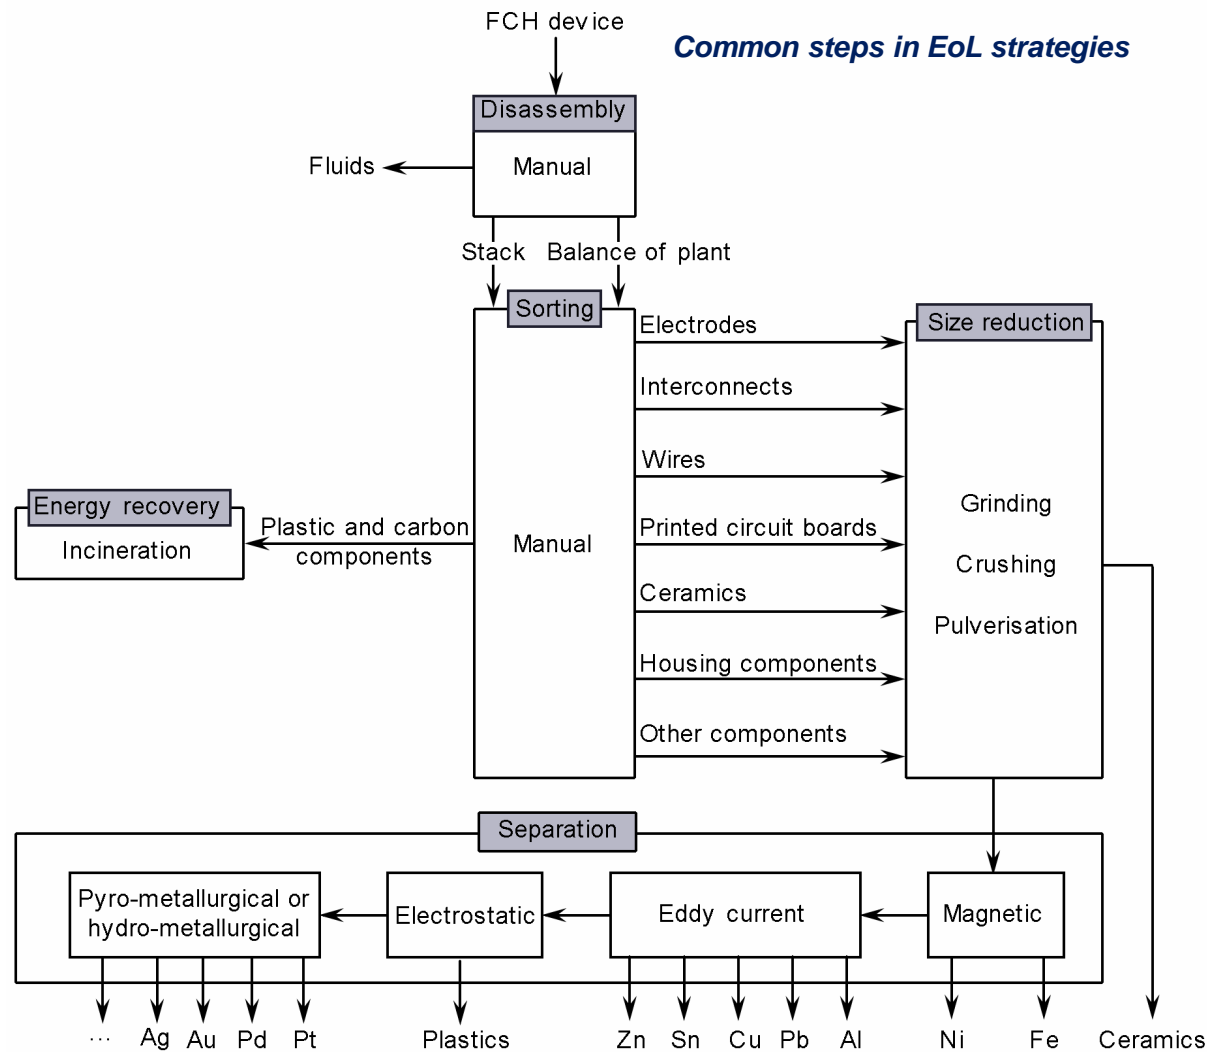 FCH device
Common steps in EoL strategies
Disassembly
Manual
Fluids
Stack
Balance of plant
Sorting
Manual
Electrodes
Interconnects
Wires
Printed circuit boards
Ceramics
Housing components
Other components
Size reduction
Grinding
Crushing
Pulverisation
Energy recovery
Incineration
Plastic and carbon
components
Separation
Pyro-metallurgical or
hydro-metallurgical
Electrostatic
Eddy current
Magnetic
... Ag Au Pd Pt Plastics Zn Sn Cu Pb Al Ni Fe Ceramics